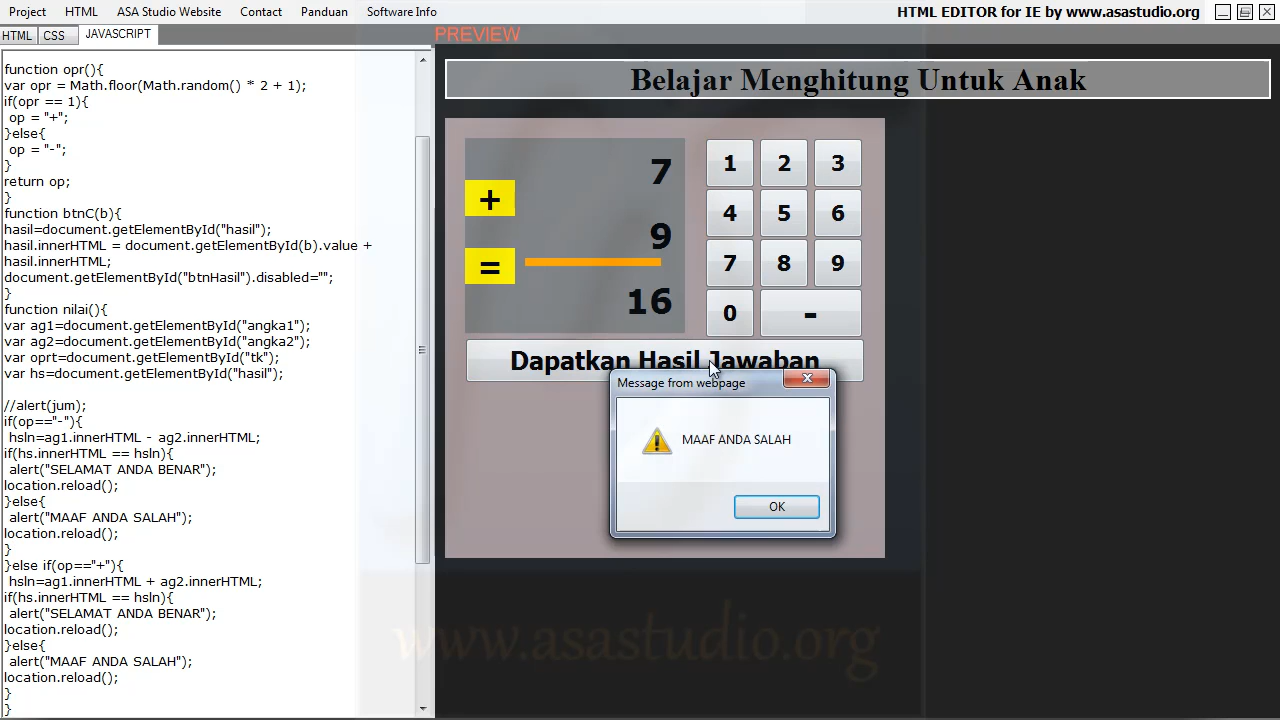 Project HTML ASA Studio Website Contact Panduan Software Info HTML EDITOR for IE by www.asastudio.org
HTML CSS JAVASCRIPT
function opr(){
var opr = Math.floor(Math.random() * 2 + 1);
if(opr == 1){
op = "+";
}else{
op = "-";
}
return op;
}
function btnC(b){
hasil=document.getElementById("hasil");
hasil.innerHTML = document.getElementById(b).value +
hasil.innerHTML;
document.getElementById("btnHasil").disabled="";
}
function nilai(){
var ag1=document.getElementById("angka1");
var ag2=document.getElementById("angka2");
var oprt=document.getElementById("tk");
var hs=document.getElementById("hasil");
//alert(jum);
if(op=="-"){
hsln=ag1.innerHTML - ag2.innerHTML;
if(hs.innerHTML == hsln){
alert("SELAMAT ANDA BENAR");
location.reload();
}else{
alert("MAAF ANDA SALAH");
location.reload();
}
}else if(op=="+"){
hsln=ag1.innerHTML + ag2.innerHTML;
if(hs.innerHTML == hsln){
alert("SELAMAT ANDA BENAR");
location.reload();
}else{
alert("MAAF ANDA SALAH");
location.reload();
}
}
PREVIEW
Belajar Menghitung Untuk Anak
7
+
9
=
16
1 2 3
4 5 6
7 8 9
0 -
Dapatkan Hasil Jawaban
Message from webpage
MAAF ANDA SALAH
OK
www.asastudio.org